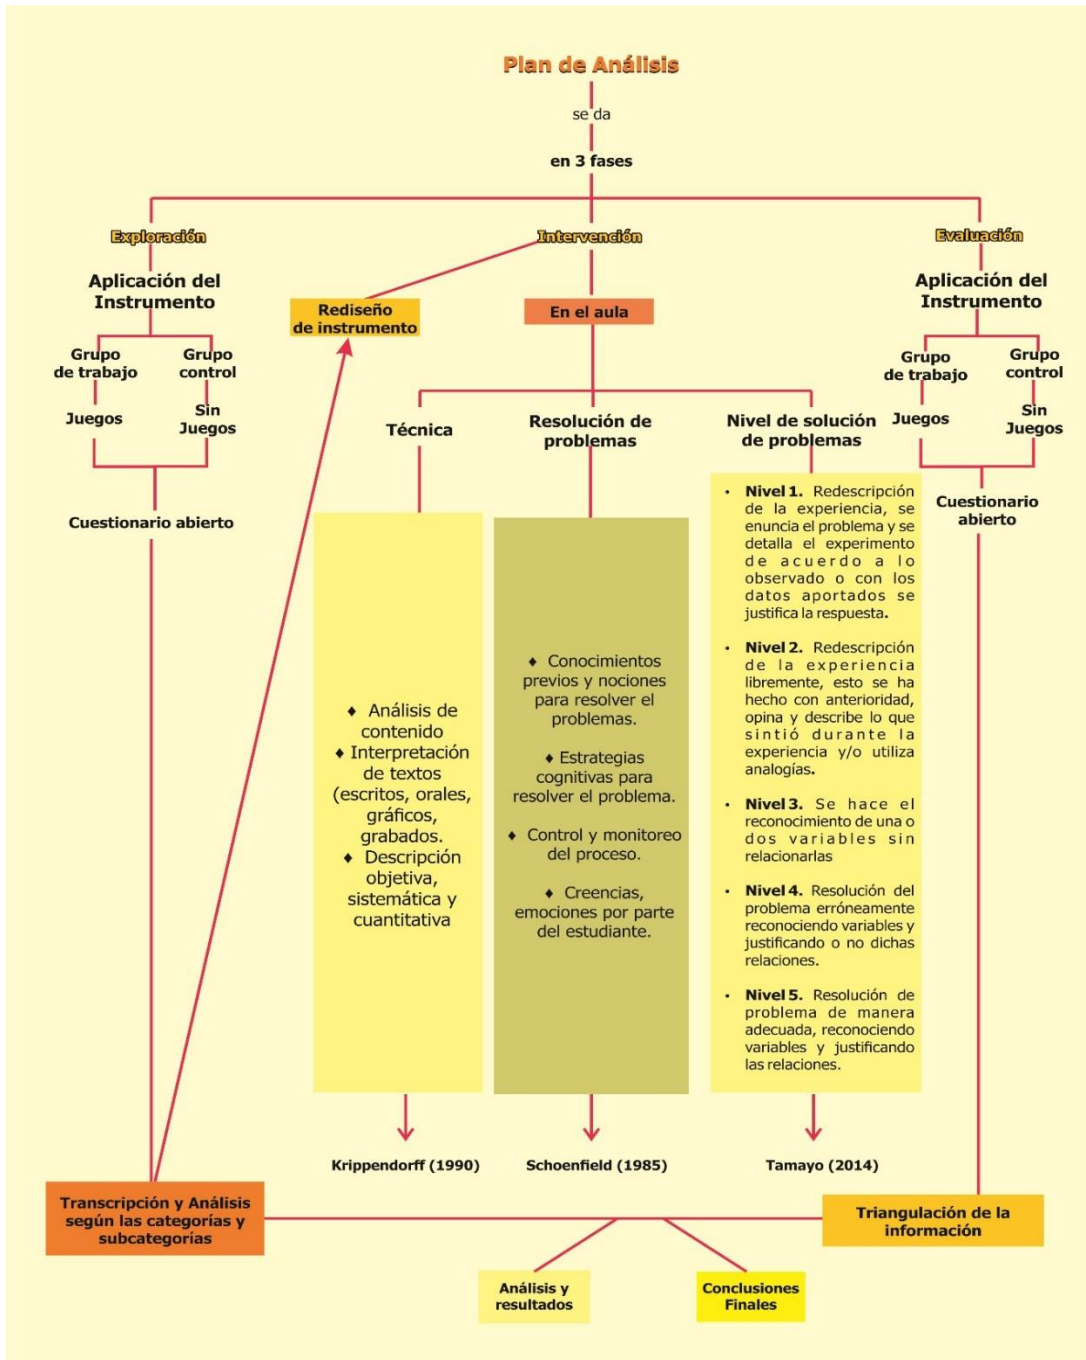 Plan de Análisis
se da
en 3 fases
Exploración
Aplicación del
Instrumento
Grupo
de trabajo
Grupo
control
Juegos
Sin
Juegos
Cuestionario abierto
Intervención
Rediseño
de instrumento
En el aula
Técnica
♦ Análisis de
contenido
♦ Interpretación
de textos
(escritos, orales,
gráficos,
grabados.
♦ Descripción
objetiva,
sistemática y
cuantitativa
Krippendorff (1990)
Resolución de
problemas
♦ Conocimientos
previos y nociones
para resolver el
problemas.
♦ Estrategias
cognitivas para
resolver el problema.
♦ Control y monitoreo
del proceso.
♦ Creencias,
emociones por parte
del estudiante.
Schoenfield (1985)
Nivel de solución
de problemas
• Nivel 1. Redescripción
de la experiencia, se
enuncia el problema y se
detalla el experimento
de acuerdo a lo
observado o con los
datos aportados se
justifica la respuesta.
• Nivel 2. Redescripción
de la experiencia
libremente, esto se ha
hecho con anterioridad,
opina y describe lo que
sintió durante la
experiencia y/o utiliza
analogías.
• Nivel 3. Se hace el
reconocimiento de una o
dos variables sin
relacionarlas
• Nivel 4. Resolución del
problema erróneamente
reconociendo variables y
justificando o no dichas
relaciones.
• Nivel 5. Resolución de
problema de manera
adecuada, reconociendo
variables y justificando
las relaciones.
Tamayo (2014)
Evaluación
Aplicación del
Instrumento
Grupo
de trabajo
Grupo
control
Juegos
Sin
Juegos
Cuestionario
abierto
Transcripción y Análisis
según las categorías y
subcategorías
Triangulación de la
información
Análisis y
resultados
Conclusiones
Finales